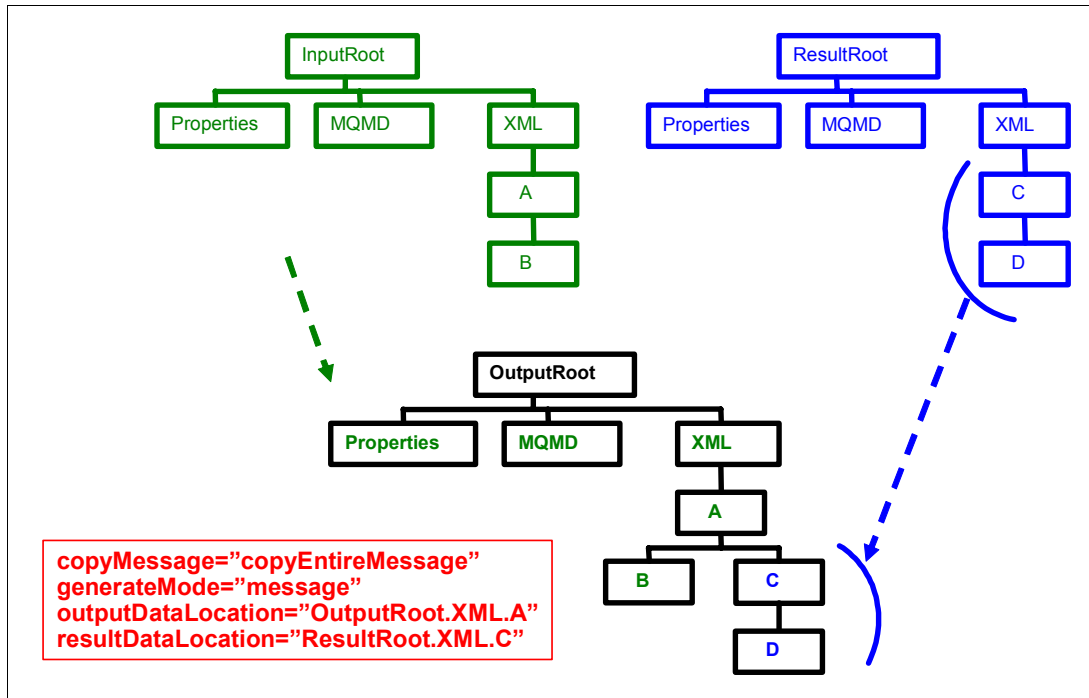 InputRoot
ResultRoot
Properties MQMD XML
Properties MQMD XML
A
B
C
D
OutputRoot
Properties MQMD XML
A
B C
D
copyMessage=”copyEntireMessage”
generateMode=”message”
outputDataLocation=”OutputRoot.XML.A”
resultDataLocation=”ResultRoot.XML.C”